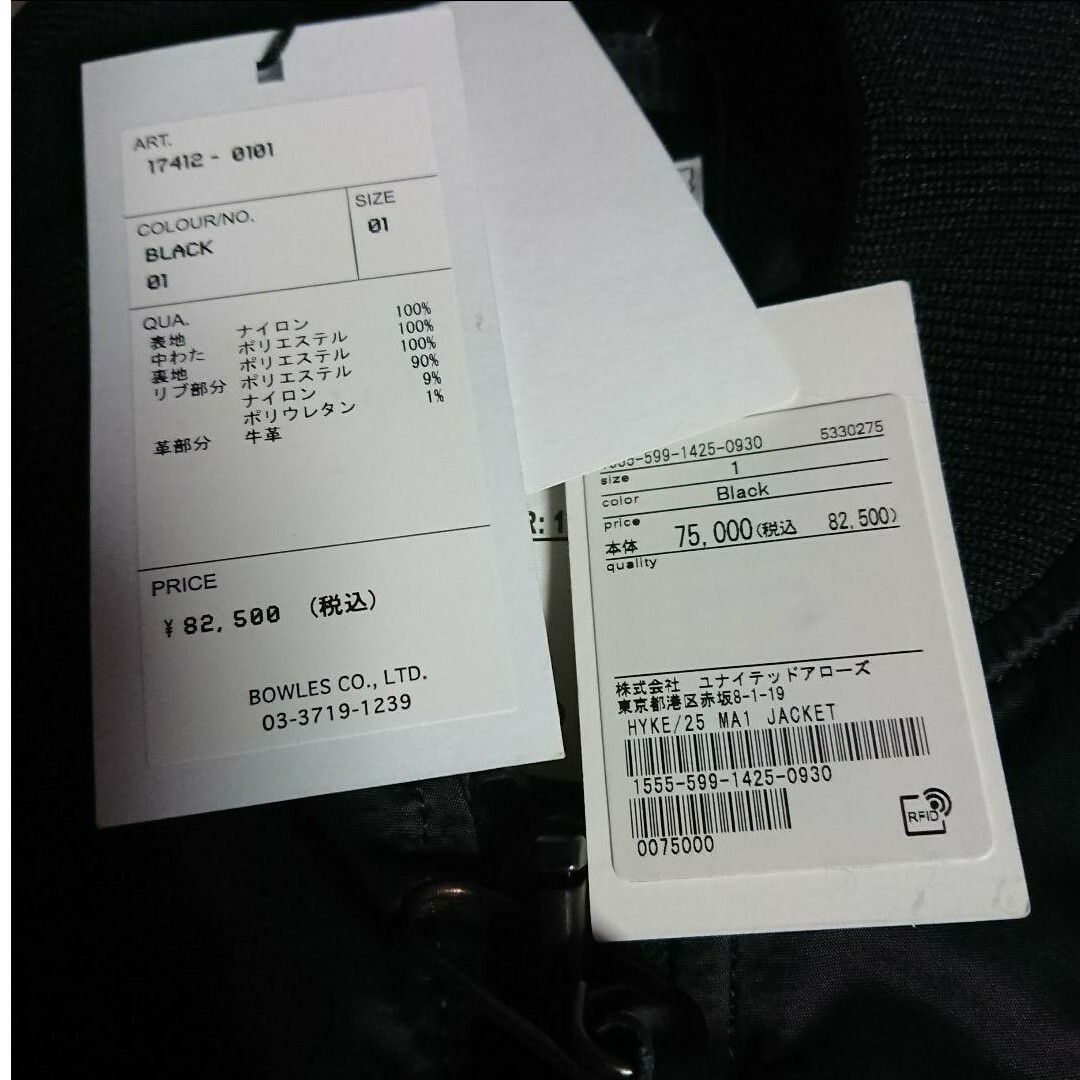 ART.
17412 - 0101
COLOUR/NO.
BLACK
01
SIZE
01
QUA.
表地 ナイロン 100%
中わた ポリエステル 100%
裏地 ポリエステル 100%
リブ部分 ポリエステル 90%
ナイロン 9%
ポリウレタン 1%
革部分 牛革
PRICE
¥ 82,500 (税込)
BOWLES CO., LTD.
03-3719-1239
R: 1
1555-599-1425-0930 5330275
size 1
color Black
price
本体 75,000(税込 82,500)
quality
株式会社 ユナイテッドアローズ
東京都港区赤坂8-1-19
HYKE/25 MA1 JACKET
1555-599-1425-0930
0075000
RFID